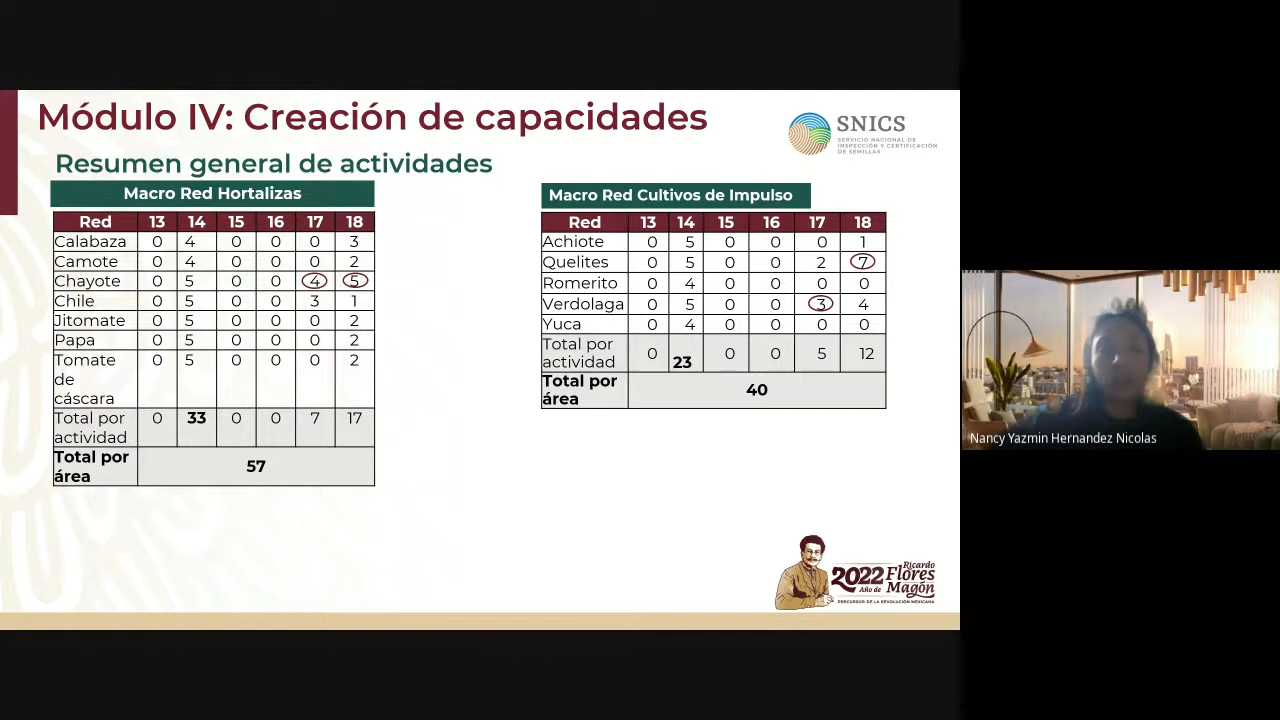 Módulo IV: Creación de capacidades
SNICS
SERVICIO NACIONAL DE
INSPECCIÓN Y CERTIFICACIÓN
DE SEMILLAS
Resumen general de actividades
Macro Red Hortalizas
Red 13 14 15 16 17 18
Calabaza 0 4 0 0 0 3
Camote 0 4 0 0 0 2
Chayote 0 5 0 0 4 5
Chile 0 5 0 0 3 1
Jitomate 0 5 0 0 0 2
Papa 0 5 0 0 0 2
Tomate 0 5 0 0 0 2
de
cáscara
Total por 0 33 0 0 7 17
actividad
Total por
área
57
Macro Red Cultivos de Impulso
Red 13 14 15 16 17 18
Achiote 0 5 0 0 0 1
Quelites 0 5 0 0 2 7
Romerito 0 4 0 0 0 0
Verdolaga 0 5 0 0 3 4
Yuca 0 4 0 0 0 0
Total por
actividad
0 23 0 0 5 12
Total por
área
40
2022 Ricardo
Flores
Año de Magón
PRECURSOR DE LA REVOLUCIÓN MEXICANA
Nancy Yazmin Hernandez Nicolas